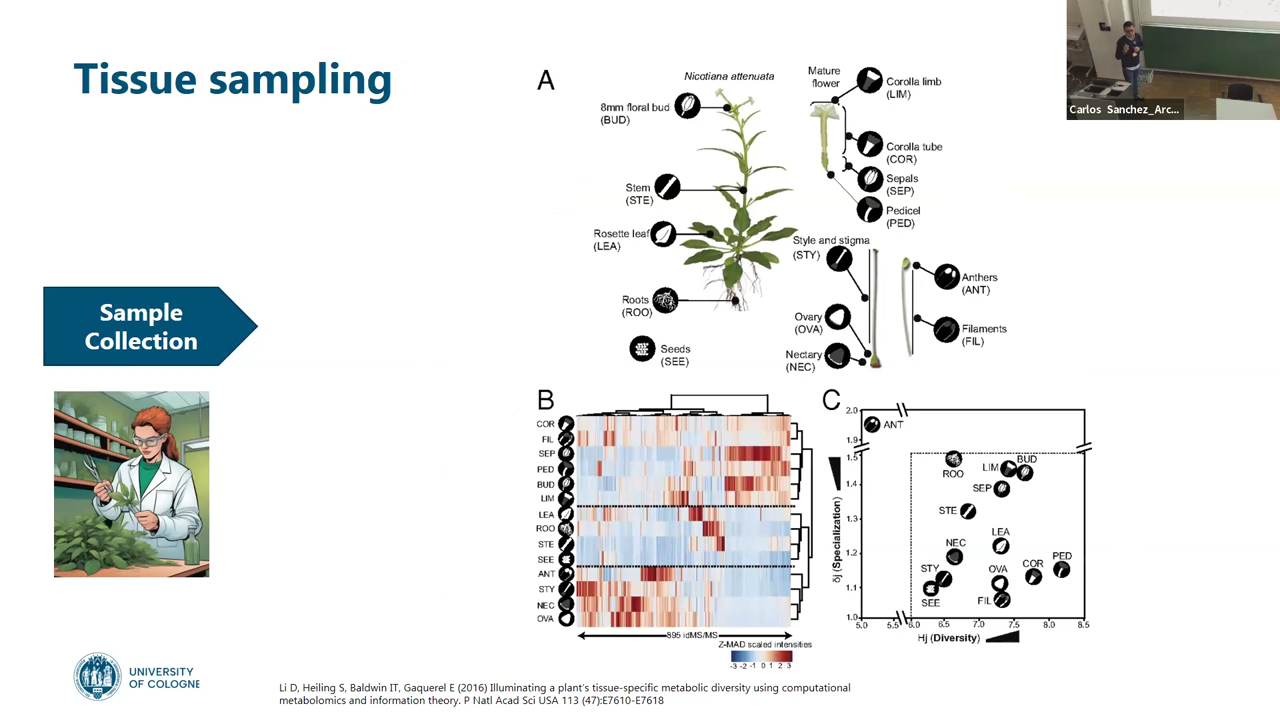 Tissue sampling
Sample
Collection
UNIVERSITY
OF COLOGNE
A
Nicotiana attenuata
8mm floral bud
(BUD)
Stem
(STE)
Rosette leaf
(LEA)
Roots
(ROO)
Seeds
(SEE)
Mature
flower
Corolla limb
(LIM)
Corolla tube
(COR)
Sepals
(SEP)
Pedicel
(PED)
Style and stigma
(STY)
Ovary
(OVA)
Nectary
(NEC)
Anthers
(ANT)
Filaments
(FIL)
B
COR
FIL
SEP
PED
BUD
LIM
LEA
ROO
STE
SEE
ANT
STY
NEC
OVA
895 idMS/MS
Z-MAD scaled intensities
-3 -2 -1 0 1 2 3
C
2.0
1.9
1.5
1.4
1.3
1.2
1.1
1.0
δj (Specialization)
ANT
ROO
LIM
BUD
SEP
STE
LEA
NEC
STY
SEE
OVA
FIL
COR
PED
5.0 5.5 6.0 6.5 7.0 7.5 8.0 8.5
Hj (Diversity)
Li D, Heiling S, Baldwin IT, Gaquerel E (2016) Illuminating a plant's tissue-specific metabolic diversity using computational
metabolomics and information theory. P Natl Acad Sci USA 113 (47):E7610-E7618
Carlos Sanchez_Arc...